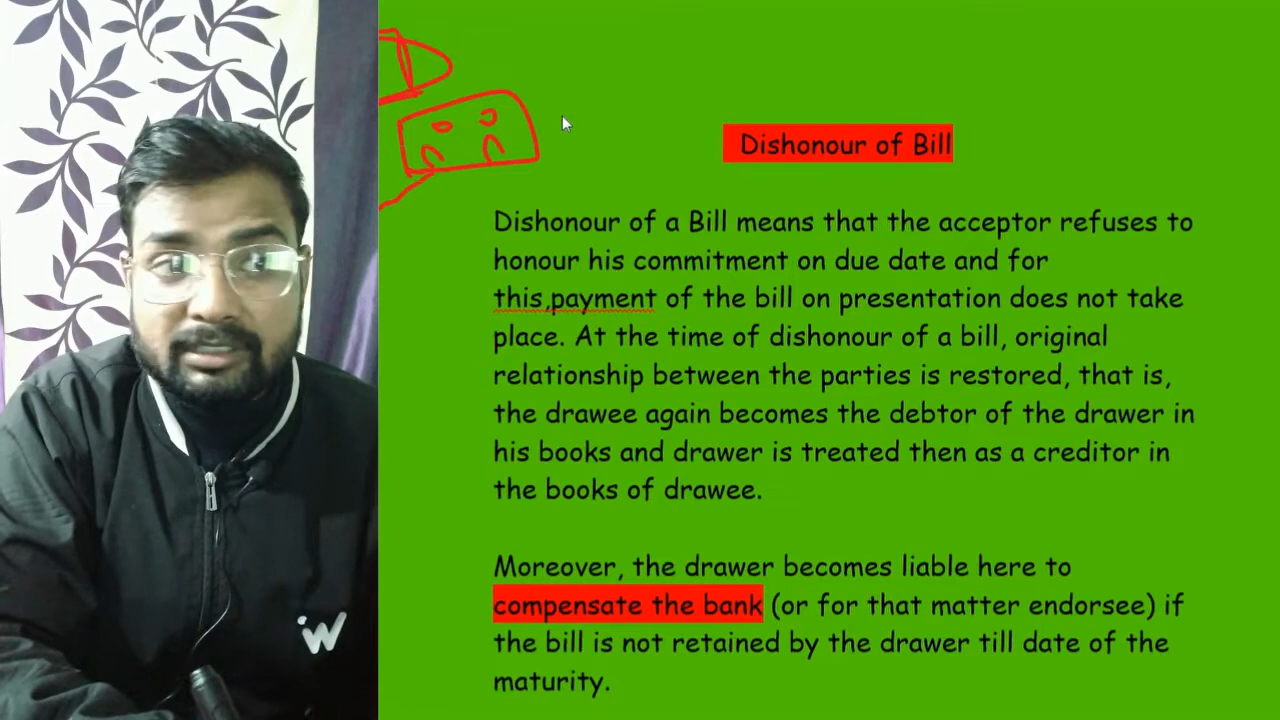 Dishonour of Bill
Dishonour of a Bill means that the acceptor refuses to
honour his commitment on due date and for
this,payment of the bill on presentation does not take
place. At the time of dishonour of a bill, original
relationship between the parties is restored, that is,
the drawee again becomes the debtor of the drawer in
his books and drawer is treated then as a creditor in
the books of drawee.
Moreover, the drawer becomes liable here to
compensate the bank (or for that matter endorsee) if
the bill is not retained by the drawer till date of the
maturity.
W